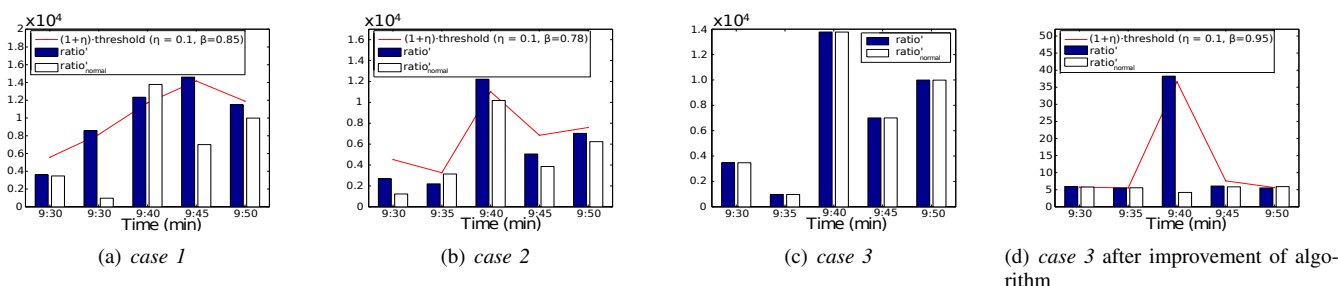 x10⁴
2
1.8
1.6
1.4
1.2
1
0.8
0.6
0.4
0.2
0
(1+η)·threshold (η = 0.1, β=0.85)
ratio'
ratio'normal
9:30 9:30 9:40 9:45 9:50
Time (min)
(a) case 1
x10⁴
1.6
1.4
1.2
1
0.8
0.6
0.4
0.2
0
(1+η)·threshold (η = 0.1, β=0.78)
ratio'
ratio'normal
9:30 9:35 9:40 9:45 9:50
Time (min)
(b) case 2
x10⁴
1.4
1.2
1.0
0.8
0.6
0.4
0.2
0
ratio'
ratio'normal
9:30 9:35 9:40 9:45 9:50
Time (min)
(c) case 3
50
45
40
35
30
25
20
15
10
5
0
(1+η)·threshold (η = 0.1, β=0.95)
ratio'
ratio'normal
9:30 9:35 9:40 9:45 9:50
Time (min)
(d) case 3 after improvement of algo-
rithm